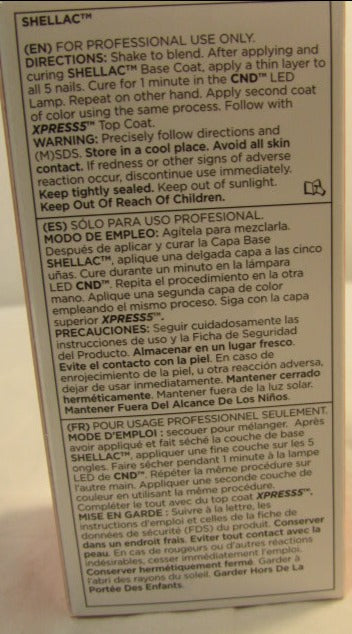 SHELLAC™
(EN) FOR PROFESSIONAL USE ONLY.
DIRECTIONS: Shake to blend. After applying and
curing SHELLAC™ Base Coat, apply a thin layer to
all 5 nails. Cure for 1 minute in the CND™ LED
Lamp. Repeat on other hand. Apply second coat
of color using the same process. Follow with
XPRESS5™ Top Coat.
WARNING: Precisely follow directions and
(M)SDS. Store in a cool place. Avoid all skin
contact. If redness or other signs of adverse
reaction occur, discontinue use immediately.
Keep tightly sealed. Keep out of sunlight.
Keep Out Of Reach Of Children.
(ES) SÓLO PARA USO PROFESIONAL.
MODO DE EMPLEO: Agítela para mezclarla.
Después de aplicar y curar la Capa Base
SHELLAC™, aplique una delgada capa a las cinco
uñas. Cure durante un minuto en la lámpara
LED CND™. Repita el procedimiento en la otra
mano. Aplique una segunda capa de color
empleando el mismo proceso. Siga con la capa
superior XPRESS5™.
PRECAUCIONES: Seguir cuidadosamente las
instrucciones de uso y la Ficha de Seguridad
del Producto. Almacenar en un lugar fresco.
Evite el contacto con la piel. En caso de
enrojecimiento de la piel, u otra reacción adversa,
dejar de usar inmediatamente. Mantener cerrado
herméticamente. Mantener fuera de la luz solar.
Mantener Fuera Del Alcance De Los Niños.
(FR) POUR USAGE PROFESSIONNEL SEULEMENT.
MODE D'EMPLOI : secouer pour mélanger. Après
avoir appliqué et fait séché la couche de base
SHELLAC™, appliquer une fine couche sur les 5
ongles. Faire sécher pendant 1 minute à la lampe
LED de CND™. Répéter la même procédure sur
l'autre main. Appliquer une seconde couche de
couleur en utilisant la même procédure.
Compléter le tout avec du top coat XPRESS5™.
MISE EN GARDE : Suivre à la lettre, les
instructions d'emploi et celles de la fiche de
données de sécurité (FDS) du produit. Conserver
dans un endroit frais. Éviter tout contact avec la
peau. En cas de rougeurs ou d'autres réactions
indésirables, cesser immédiatement l'emploi.
Conserver hermétiquement fermé. Garder à
l'abri des rayons du soleil. Garder Hors De La
Portée Des Enfants.